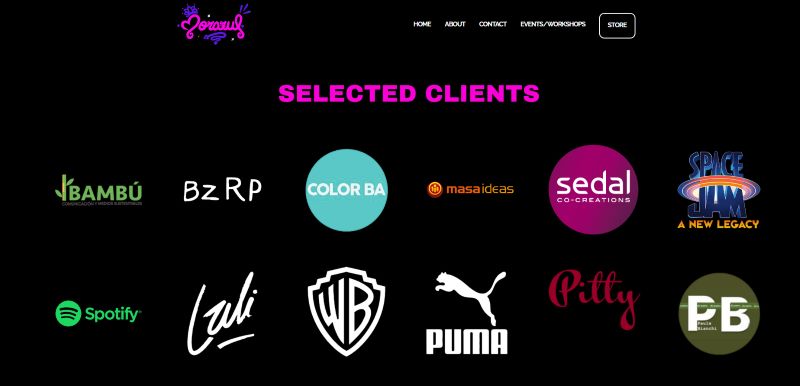 Morazul
HOME ABOUT CONTACT EVENTS/WORKSHOPS STORE
SELECTED CLIENTS
BAMBÚ
COMUNICACIÓN Y MEDIOS SUSTENTABLES
BZRP
COLOR BA
masaideas
sedal
CO-CREATIONS
SPACE
JAM
A NEW LEGACY
Spotify
Lali
WB
PUMA
Pitty
PB
Paula
Bianchi